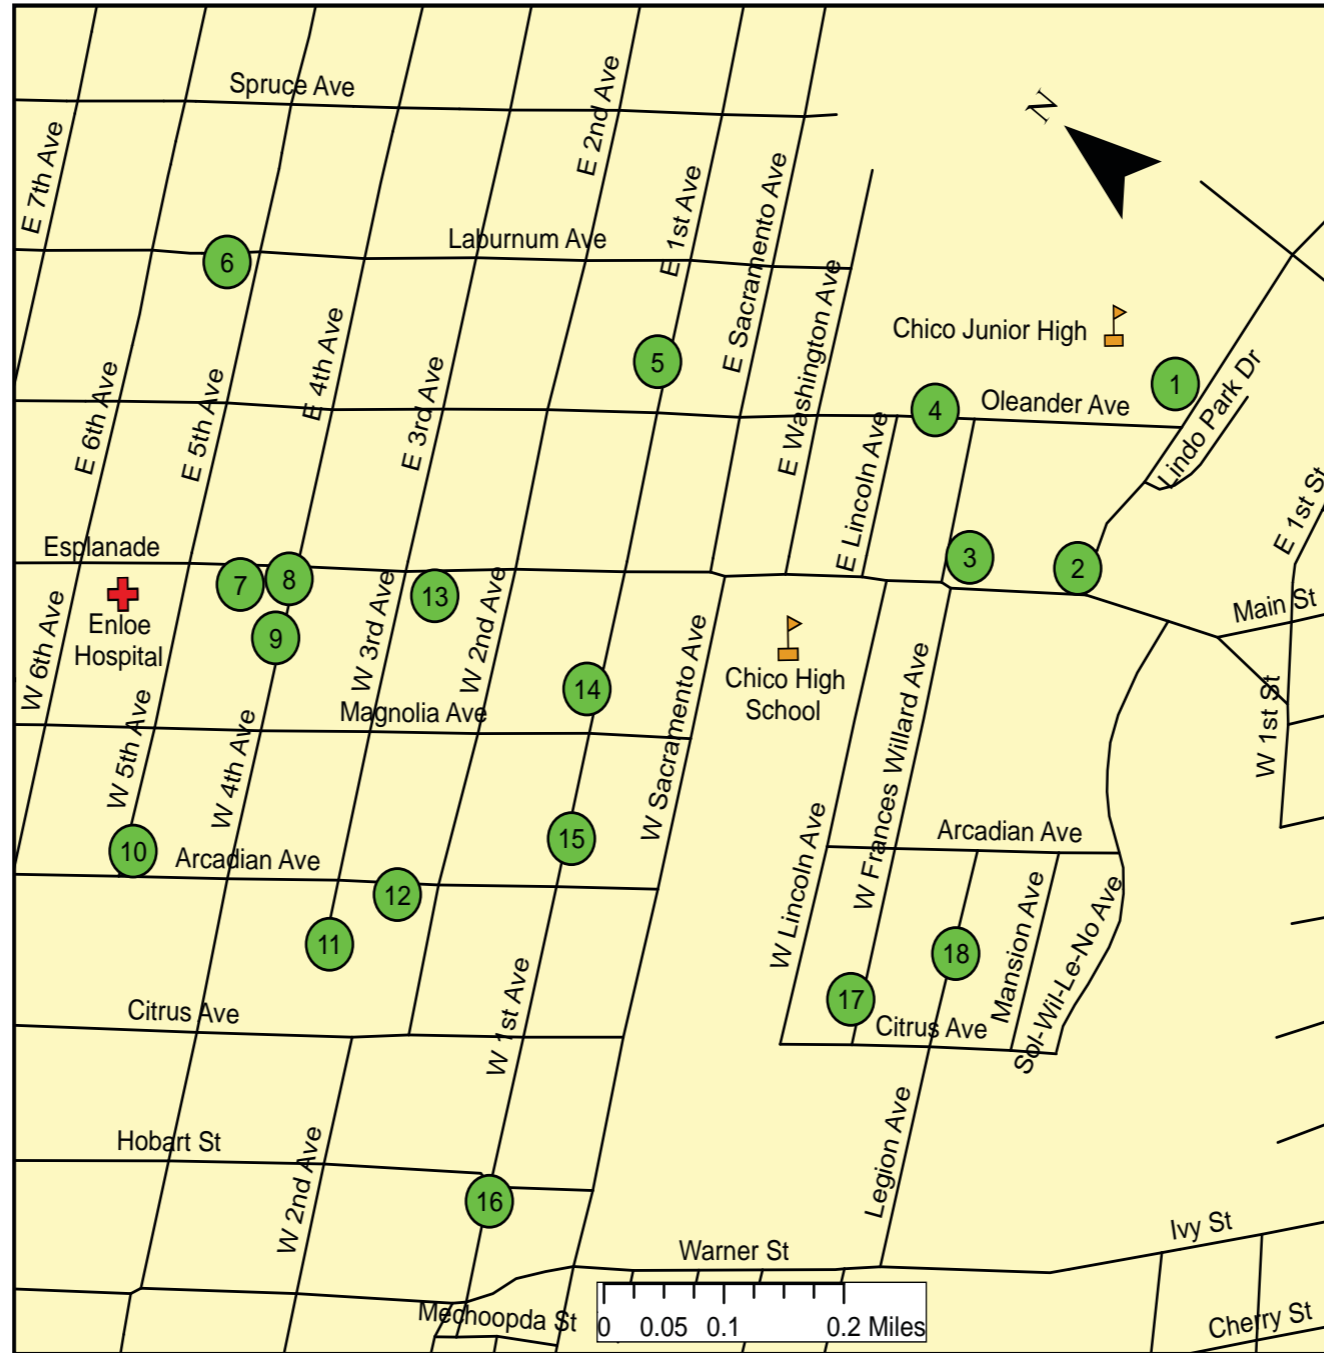 Spruce Ave
E 2nd Ave
N
E 7th Ave
E 1st Ave
E Sacramento Ave
Laburnum Ave
6
E Washington Ave
Chico Junior High
E 4th Ave
E 3rd Ave
5
1
E 6th Ave
E 5th Ave
4
Oleander Ave
Lindo Park Dr
E Lincoln Ave
E 1st St
Esplanade
3
2
7
8
13
Enloe
Hospital
W 6th Ave
9
W 3rd Ave
W 2nd Ave
Main St
14
W Sacramento Ave
Chico High
School
Magnolia Ave
W 1st St
W 5th Ave
W 4th Ave
W Frances Willard Ave
10
Arcadian Ave
15
W Lincoln Ave
Arcadian Ave
12
11
Mansion Ave
Sol-Wil-Le-No Ave
18
17
Citrus Ave
Citrus Ave
W 1st Ave
Hobart St
W 2nd Ave
16
Legion Ave
Warner St
Ivy St
Mechoopda St
0 0.05 0.1 0.2 Miles
Cherry St